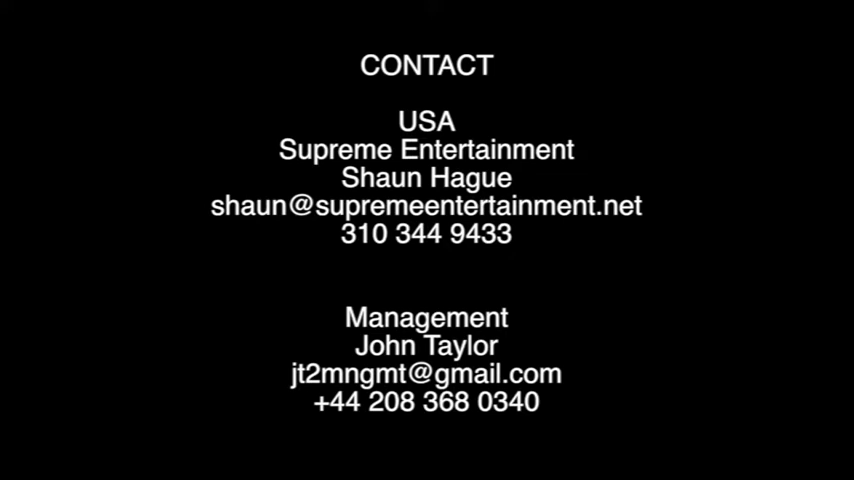 CONTACT
USA
Supreme Entertainment
Shaun Hague
shaun@supremeentertainment.net
310 344 9433
Management
John Taylor
jt2mngmt@gmail.com
+44 208 368 0340